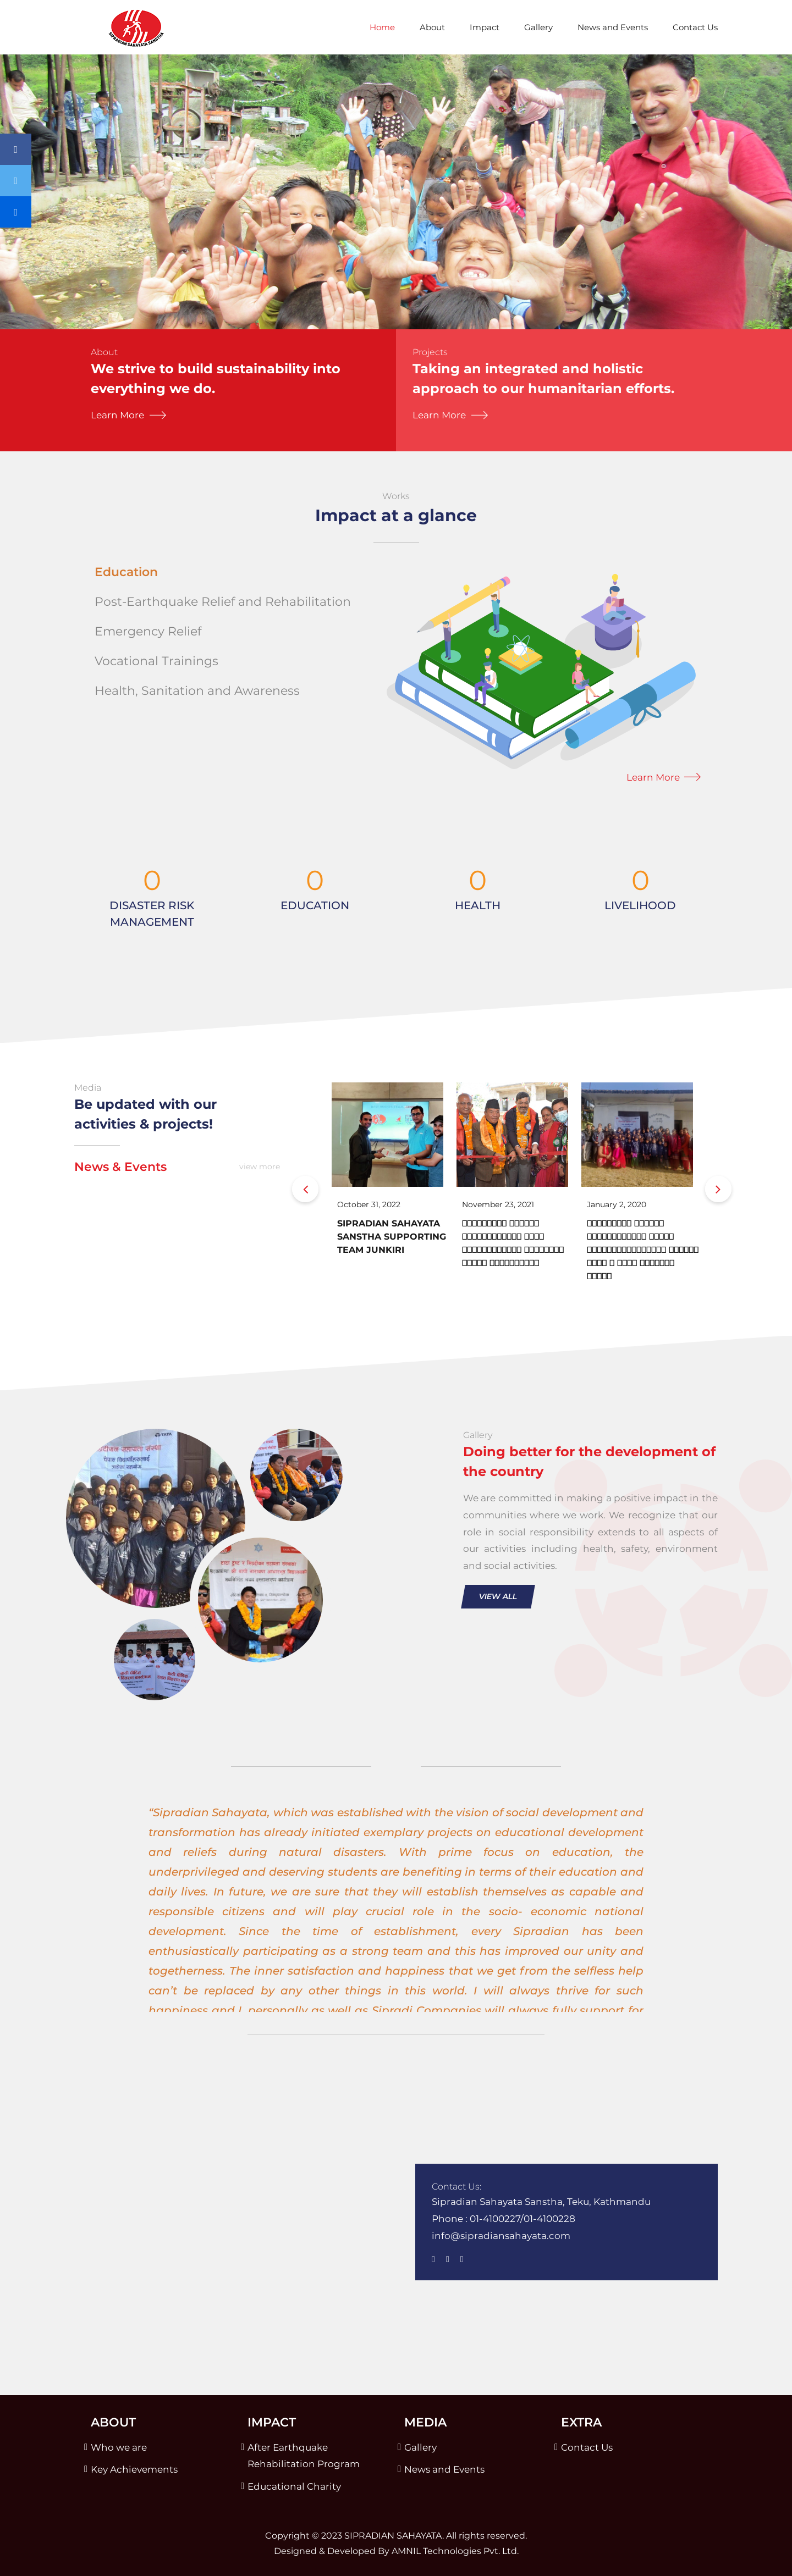 SIPRADIAN SAHAYATA SANSTHA
Home About Impact Gallery News and Events Contact Us
About
We strive to build sustainability into
everything we do.
Learn More
Projects
Taking an integrated and holistic
approach to our humanitarian efforts.
Learn More
Works
Impact at a glance
Education
Post-Earthquake Relief and Rehabilitation
Emergency Relief
Vocational Trainings
Health, Sanitation and Awareness
Learn More
0
DISASTER RISK
MANAGEMENT
0
EDUCATION
0
HEALTH
0
LIVELIHOOD
Media
Be updated with our
activities & projects!
News & Events
view more
October 31, 2022
SIPRADIAN SAHAYATA
SANSTHA SUPPORTING
TEAM JUNKIRI
November 23, 2021
January 2, 2020
Gallery
Doing better for the development of
the country
We are committed in making a positive impact in the
communities where we work. We recognize that our
role in social responsibility extends to all aspects of
our activities including health, safety, environment
and social activities.
VIEW ALL
“Sipradian Sahayata, which was established with the vision of social development and
transformation has already initiated exemplary projects on educational development
and reliefs during natural disasters. With prime focus on education, the
underprivileged and deserving students are benefiting in terms of their education and
daily lives. In future, we are sure that they will establish themselves as capable and
responsible citizens and will play crucial role in the socio- economic national
development. Since the time of establishment, every Sipradian has been
enthusiastically participating as a strong team and this has improved our unity and
togetherness. The inner satisfaction and happiness that we get from the selfless help
can’t be replaced by any other things in this world. I will always thrive for such
happiness and I, personally as well as Sipradi Companies will always fully support for
Contact Us:
Sipradian Sahayata Sanstha, Teku, Kathmandu
Phone : 01-4100227/01-4100228
info@sipradiansahayata.com
ABOUT
Who we are
Key Achievements
IMPACT
After Earthquake
Rehabilitation Program
Educational Charity
MEDIA
Gallery
News and Events
EXTRA
Contact Us
Copyright © 2023 SIPRADIAN SAHAYATA. All rights reserved.
Designed & Developed By AMNIL Technologies Pvt. Ltd.